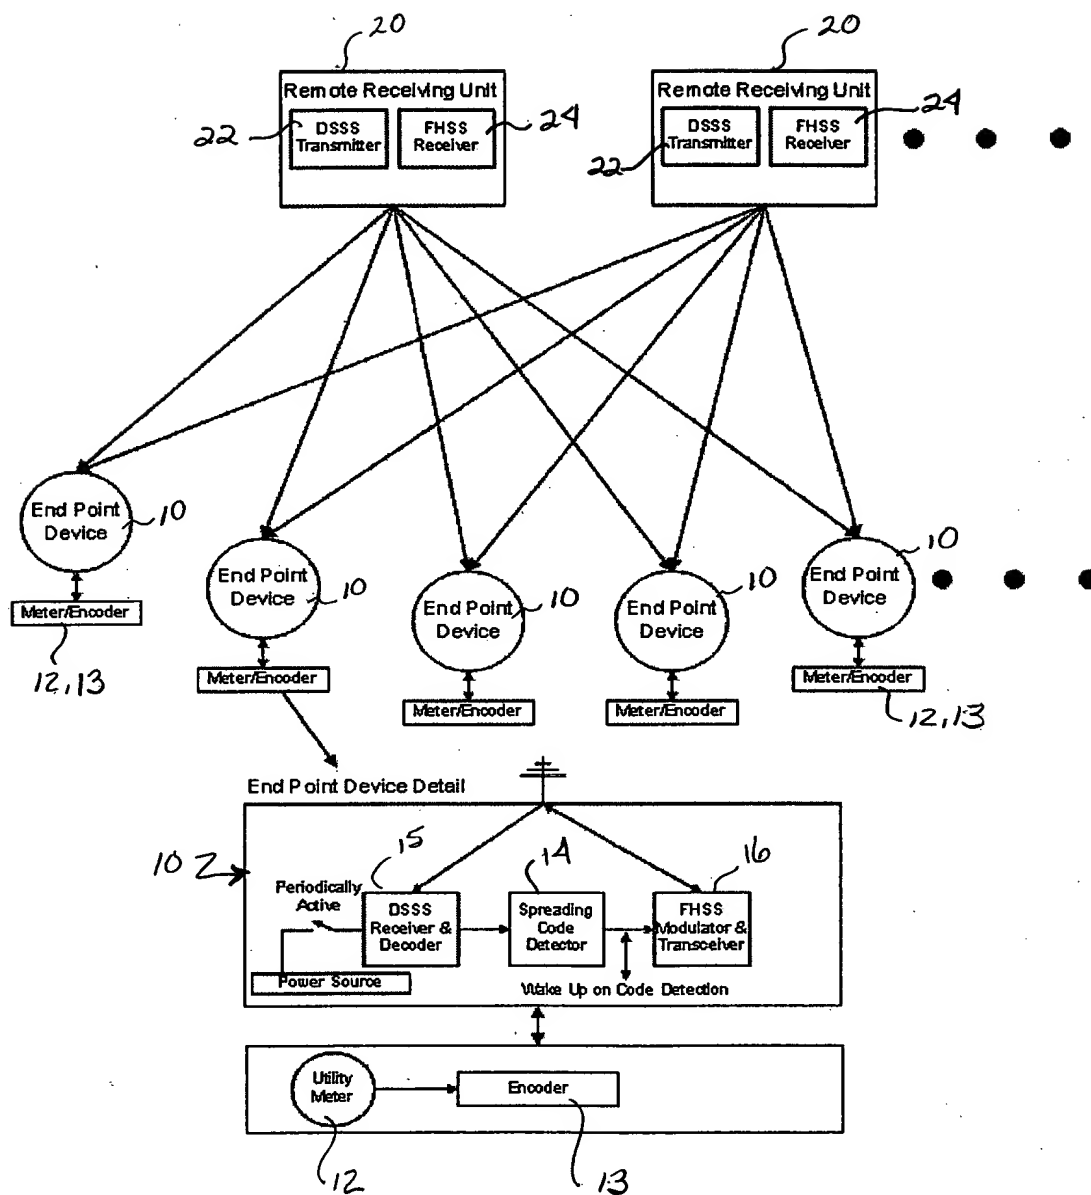 20
20
Remote Receiving Unit
Remote Receiving Unit
22
DSSS
Transmitter
FHSS
Receiver
24
22
DSSS
Transmitter
FHSS
Receiver
24
End Point
Device
10
Meter/Encoder
12,13
End Point
Device
10
Meter/Encoder
End Point
Device
10
Meter/Encoder
End Point
Device
10
Meter/Encoder
End Point
Device
10
Meter/Encoder
12,13
End Point Device Detail
10
Periodically
Active
Power Source
15
DSSS
Receiver &
Decoder
14
Spreading
Code
Detector
16
FHSS
Modulator &
Transceiver
Wake Up on Code Detection
Utility
Meter
Encoder
12
13